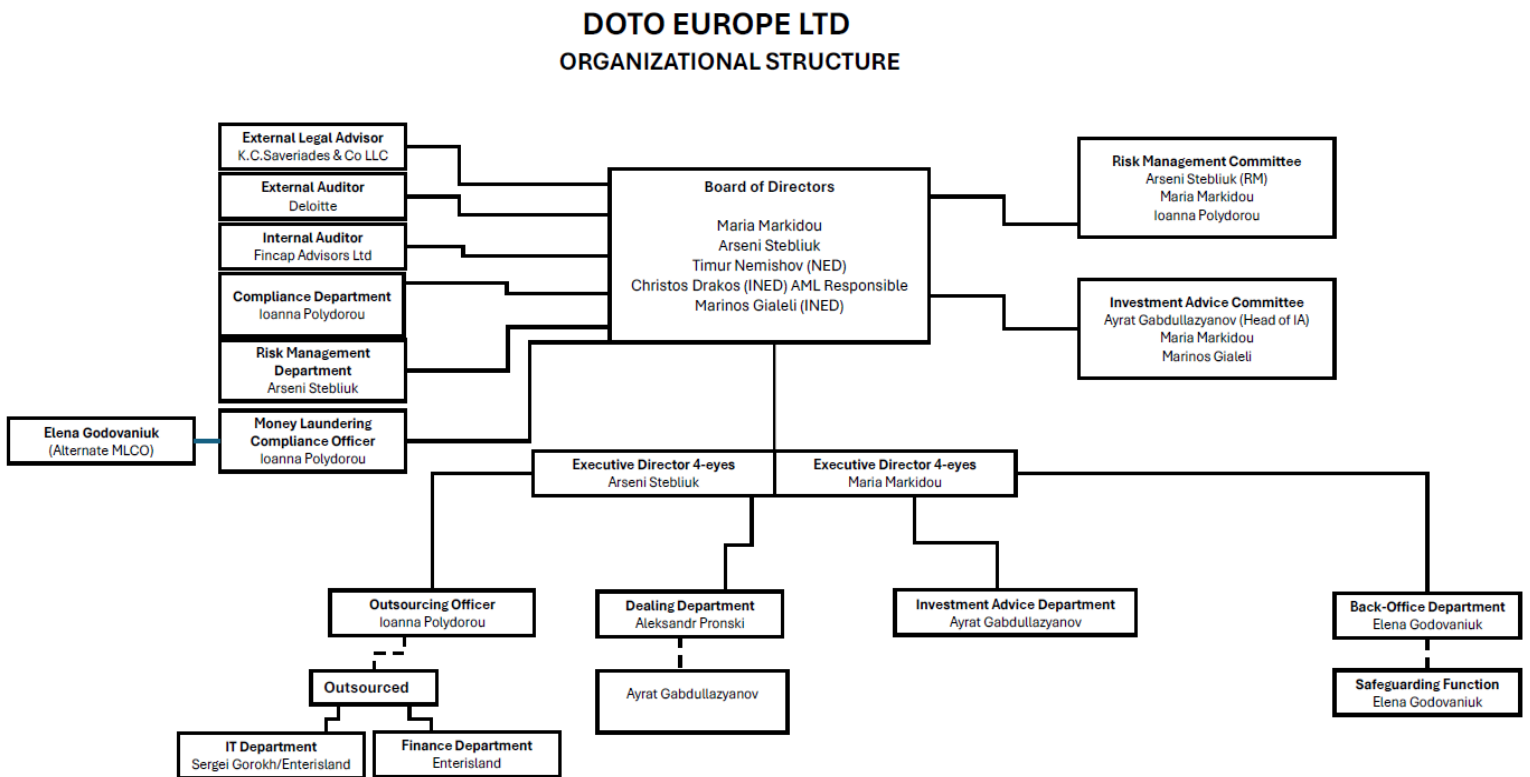 DOTO EUROPE LTD
ORGANIZATIONAL STRUCTURE
External Legal Advisor
K.C.Saveriades & Co LLC
External Auditor
Deloitte
Internal Auditor
Fincap Advisors Ltd
Compliance Department
Ioanna Polydorou
Risk Management
Department
Arseni Stebliuk
Money Laundering
Compliance Officer
Ioanna Polydorou
Elena Godovaniuk
(Alternate MLCO)
Board of Directors
Maria Markidou
Arseni Stebliuk
Timur Nemishov (NED)
Christos Drakos (INED) AML Responsible
Marinos Gialeli (INED)
Risk Management Committee
Arseni Stebliuk (RM)
Maria Markidou
Ioanna Polydorou
Investment Advice Committee
Ayrat Gabdullazyanov (Head of IA)
Maria Markidou
Marinos Gialeli
Executive Director 4-eyes
Arseni Stebliuk
Executive Director 4-eyes
Maria Markidou
Outsourcing Officer
Ioanna Polydorou
Dealing Department
Aleksandr Pronski
Investment Advice Department
Ayrat Gabdullazyanov
Back-Office Department
Elena Godovaniuk
Outsourced
Ayrat Gabdullazyanov
Safeguarding Function
Elena Godovaniuk
IT Department
Sergei Gorokh/Enterisland
Finance Department
Enterisland